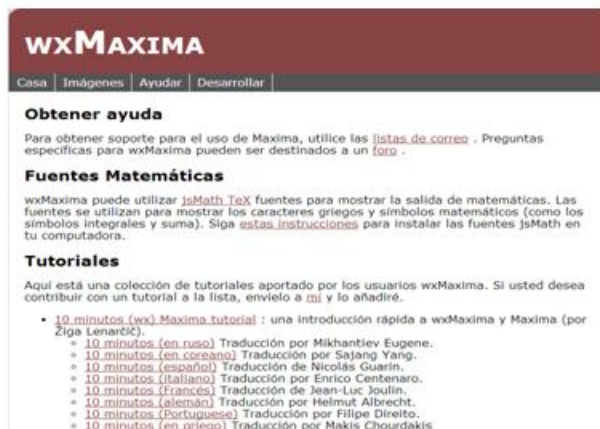 wxMaxima
Casa | Imágenes | Ayudar | Desarrollar |
Obtener ayuda
Para obtener soporte para el uso de Maxima, utilice las listas de correo . Preguntas
específicas para wxMaxima pueden ser destinados a un foro .
Fuentes Matemáticas
wxMaxima puede utilizar jsMath TeX fuentes para mostrar la salida de matemáticas. Las
fuentes se utilizan para mostrar los caracteres griegos y símbolos matemáticos (como los
símbolos integrales y suma). Siga estas instrucciones para instalar las fuentes jsMath en
tu computadora.
Tutoriales
Aquí está una colección de tutoriales aportado por los usuarios wxMaxima. Si usted desea
contribuir con un tutorial a la lista, envíelo a mí y lo añadiré.
10 minutos (wx) Maxima tutorial : una introducción rápida a wxMaxima y Maxima (por
Žiga Lenarčič).
10 minutos (en ruso) Traducción por Mikhantiev Eugene.
10 minutos (en coreano) Traducción por Sajang Yang.
10 minutos (español) Traducción de Nicolás Guarin.
10 minutos (italiano) Traducción por Enrico Centenaro.
10 minutos (Francés) Traducción de Jean-Luc Joulin.
10 minutos (alemán) Traducción por Helmut Albrecht.
10 minutos (Portuguese) Traducción por Filipe Direito.
10 minutos (en griego) Traducción por Makis Chourdakis